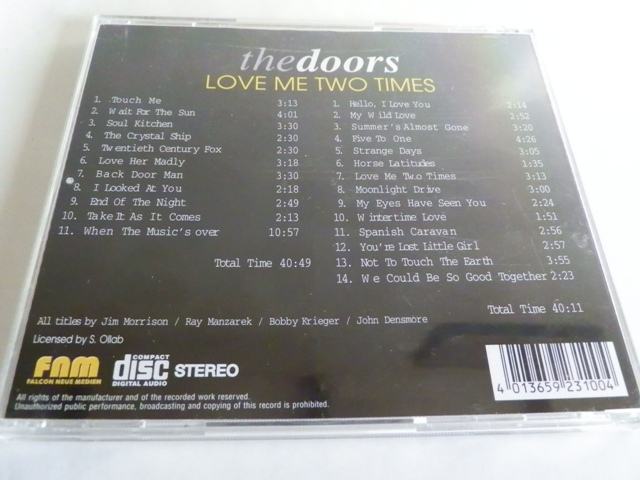 thedoors
LOVE ME TWO TIMES
1. Touch Me 3:13
2. Wait For The Sun 4:01
3. Soul Kitchen 3:30
4. The Crystal Ship 2:30
5. Twentieth Century Fox 2:30
6. Love Her Madly 3:18
7. Back Door Man 3:30
8. I Looked At You 2:18
9. End Of The Night 2:49
10. Take It As It Comes 2:13
11. When The Music's over 10:57
Total Time 40:49
1. Hello, I Love You 2:14
2. My Wild Love 2:52
3. Summer's Almost Gone 3:20
4. Five To One 4:26
5. Strange Days 3:05
6. Horse Latitudes 1:35
7. Love Me Two Times 3:13
8. Moonlight Drive 3:00
9. My Eyes Have Seen You 2:24
10. Wintertime Love 1:51
11. Spanish Caravan 2:56
12. You're Lost Little Girl 2:57
13. Not To Touch The Earth 3:55
14. We Could Be So Good Together 2:23
Total Time 40:11
All titles by Jim Morrison / Ray Manzarek / Bobby Krieger / John Densmore
Licensed by S. Ollab
FNM
FALCON NEUE MEDIEN
COMPACT
disc
DIGITAL AUDIO
STEREO
All rights of the manufacturer and of the recorded work reserved.
Unauthorized public performance, broadcasting and copying of this record is prohibited.
4 013659 231004